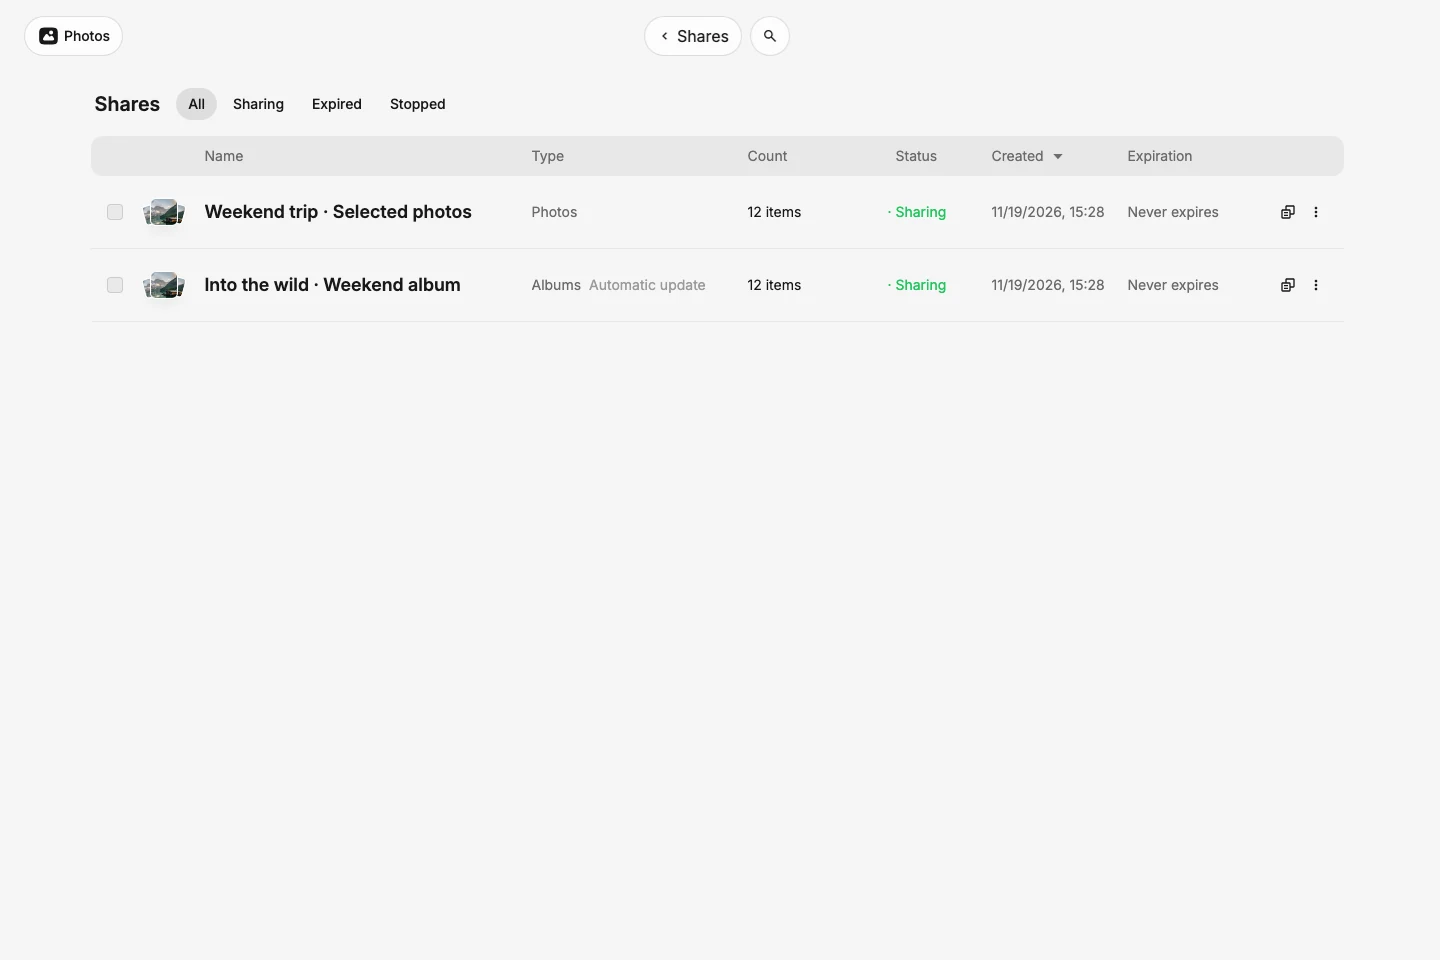 Photos
Shares
Shares All Sharing Expired Stopped
Name Type Count Status Created Expiration
Weekend trip · Selected photos Photos 12 items · Sharing 11/19/2026, 15:28 Never expires
Into the wild · Weekend album Albums Automatic update 12 items · Sharing 11/19/2026, 15:28 Never expires